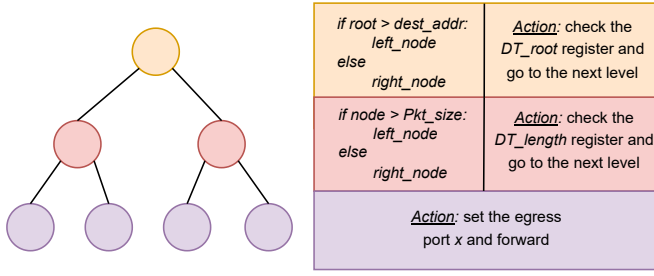 if root > dest_addr:
left_node
else
right_node
Action: check the
DT_root register and
go to the next level
if node > Pkt_size:
left_node
else
right_node
Action: check the
DT_length register and
go to the next level
Action: set the egress
port x and forward